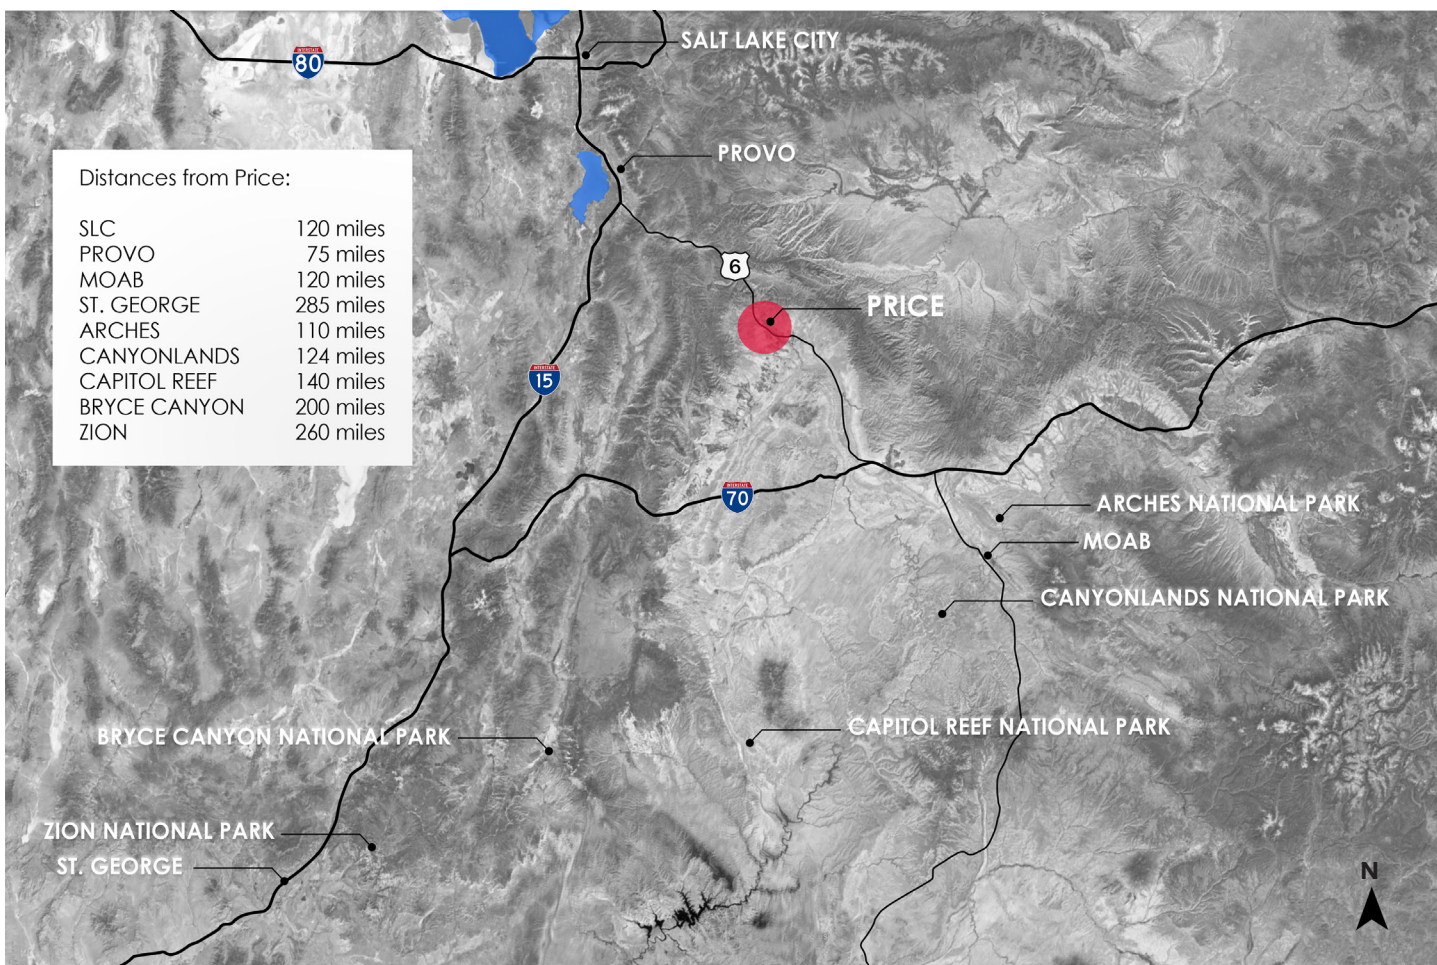 SALT LAKE CITY
INTERSTATE
80
PROVO
Distances from Price:
SLC 120 miles
PROVO 75 miles
MOAB 120 miles
ST. GEORGE 285 miles
ARCHES 110 miles
CANYONLANDS 124 miles
CAPITOL REEF 140 miles
BRYCE CANYON 200 miles
ZION 260 miles
6
PRICE
INTERSTATE
15
INTERSTATE
70
ARCHES NATIONAL PARK
MOAB
CANYONLANDS NATIONAL PARK
CAPITOL REEF NATIONAL PARK
BRYCE CANYON NATIONAL PARK
ZION NATIONAL PARK
ST. GEORGE
N